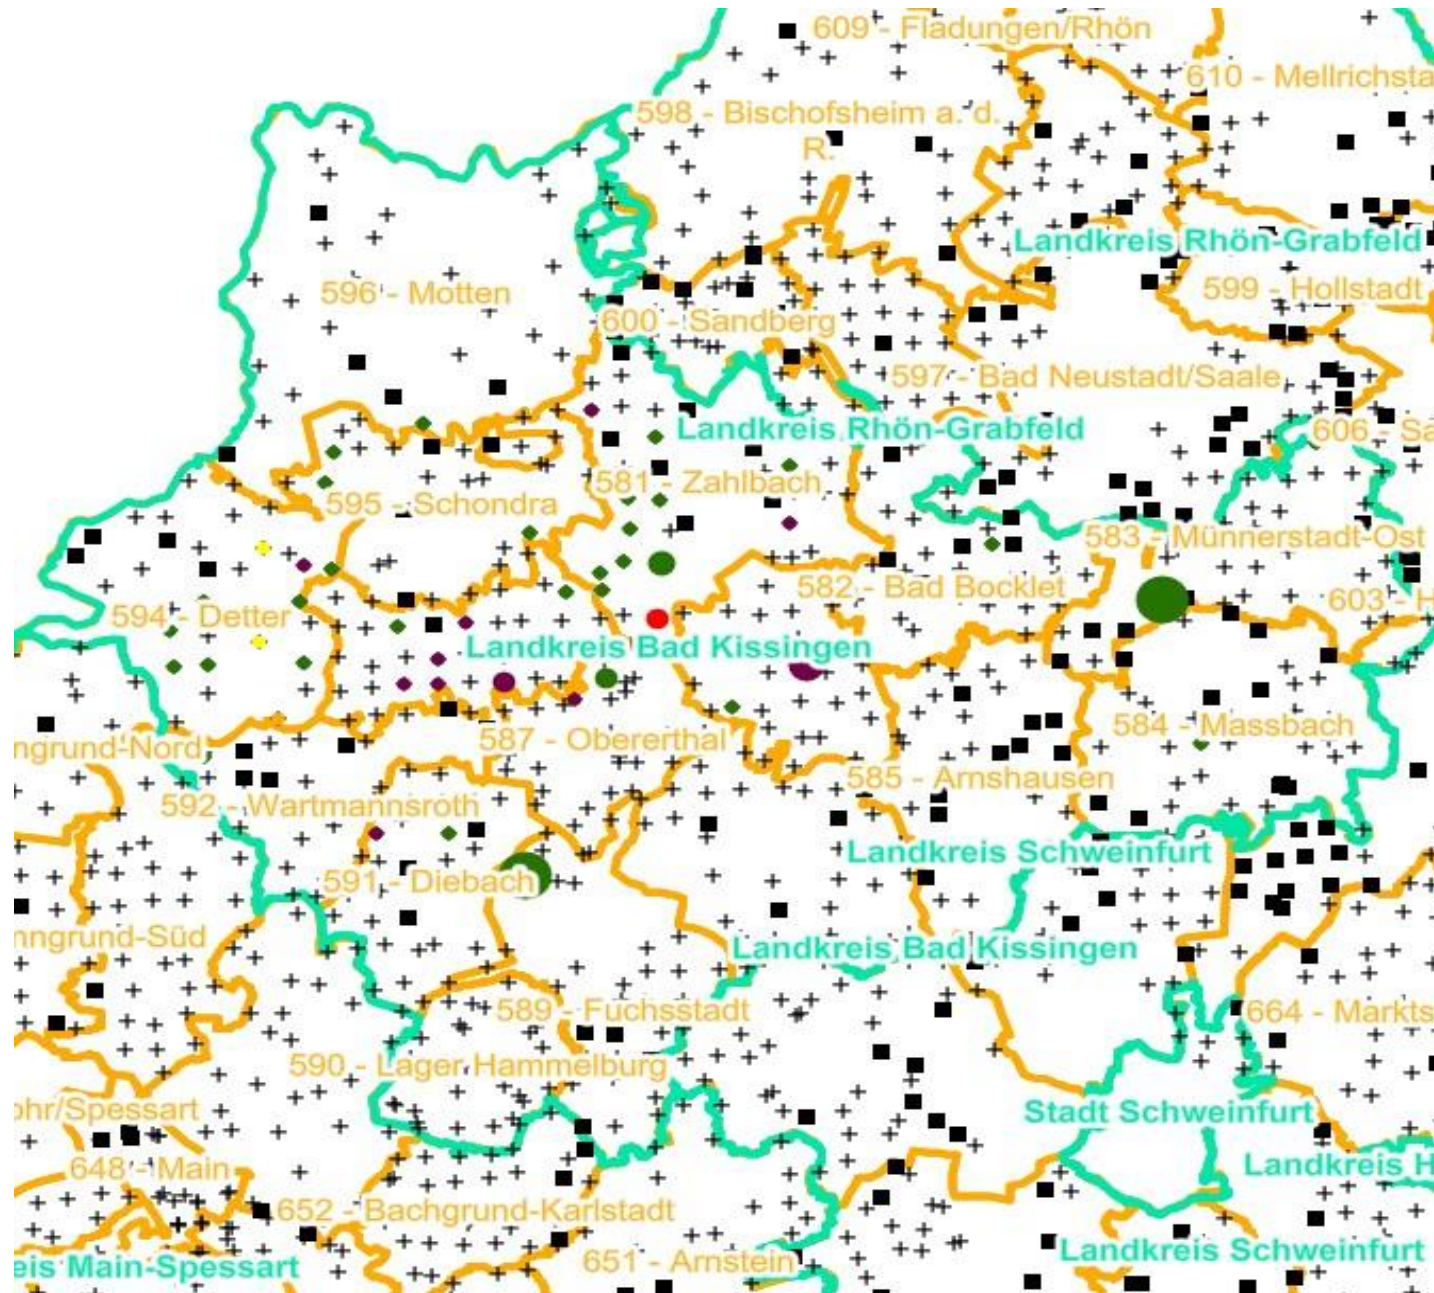 609 - Fladungen/Rhön
610 - Mellrichsta
598 - Bischofsheim a. d.
R.
Landkreis Rhön-Grabfeld
596 - Motten
599 - Hollstadt
600 - Sandberg
597 - Bad Neustadt/Saale
Landkreis Rhön-Grabfeld
606 - Sa
581 - Zahlbach
595 - Schondra
583 - Münnerstadt-Ost
582 - Bad Bocklet
603 - H
594 - Detter
Landkreis Bad Kissingen
584 - Massbach
587 - Obererthal
ngrund-Nord
585 - Arnshausen
592 - Wartmannsroth
Landkreis Schweinfurt
591 - Diebach
nngrund-Süd
Landkreis Bad Kissingen
589 - Fuchsstadt
664 - Markts
590 - Lager Hammelburg
ohr/Spessart
Stadt Schweinfurt
648 - Main
Landkreis H
652 - Bachgrund-Karlstadt
Landkreis Schweinfurt
651 - Arnstein
eis Main-Spessart